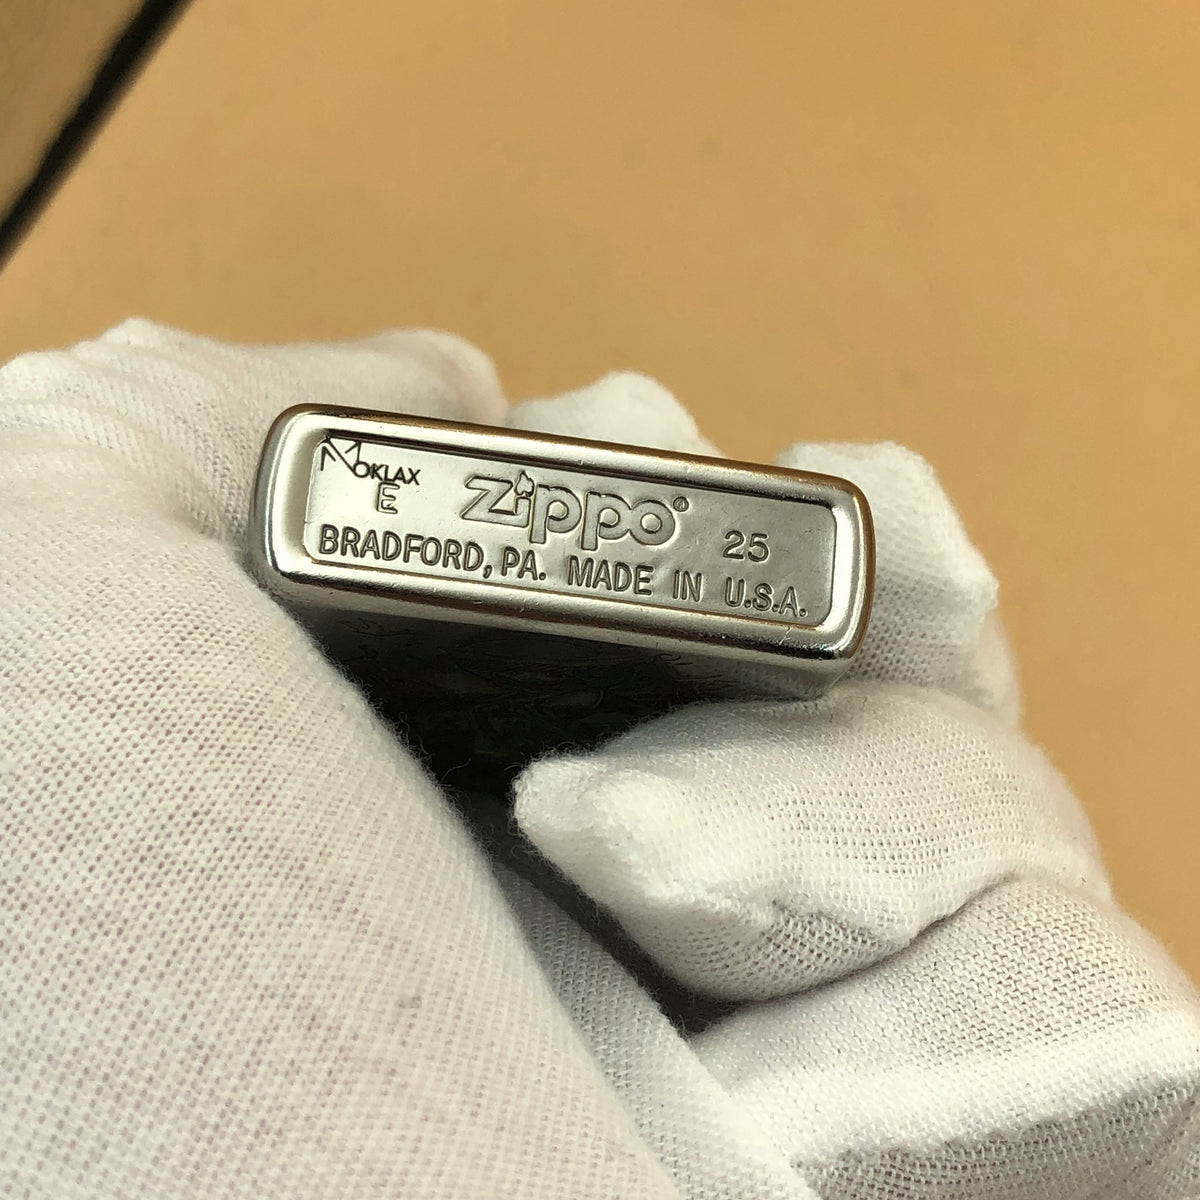 NOKLAX
E zippo® 25
BRADFORD, PA. MADE IN U.S.A.